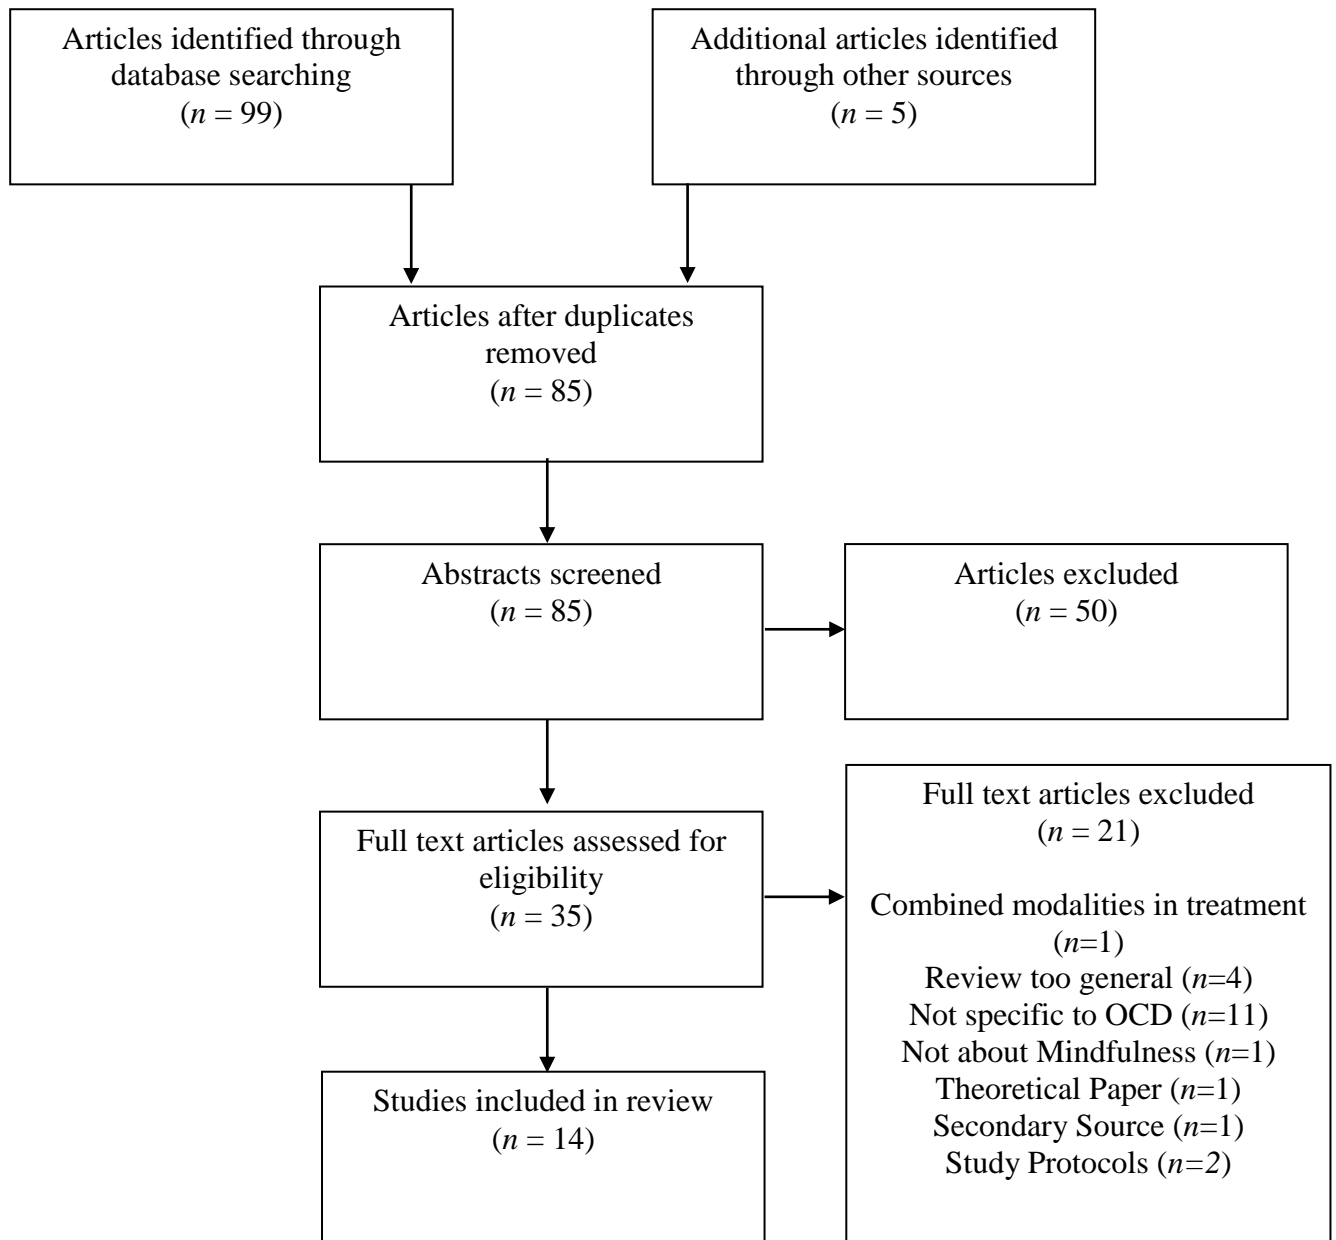 Articles identified through
database searching
(n = 99)
Additional articles identified
through other sources
(n = 5)
Articles after duplicates
removed
(n = 85)
Abstracts screened
(n = 85)
Articles excluded
(n = 50)
Full text articles assessed for
eligibility
(n = 35)
Full text articles excluded
(n = 21)
Combined modalities in treatment
(n=1)
Review too general (n=4)
Not specific to OCD (n=11)
Not about Mindfulness (n=1)
Theoretical Paper (n=1)
Secondary Source (n=1)
Study Protocols (n=2)
Studies included in review
(n = 14)